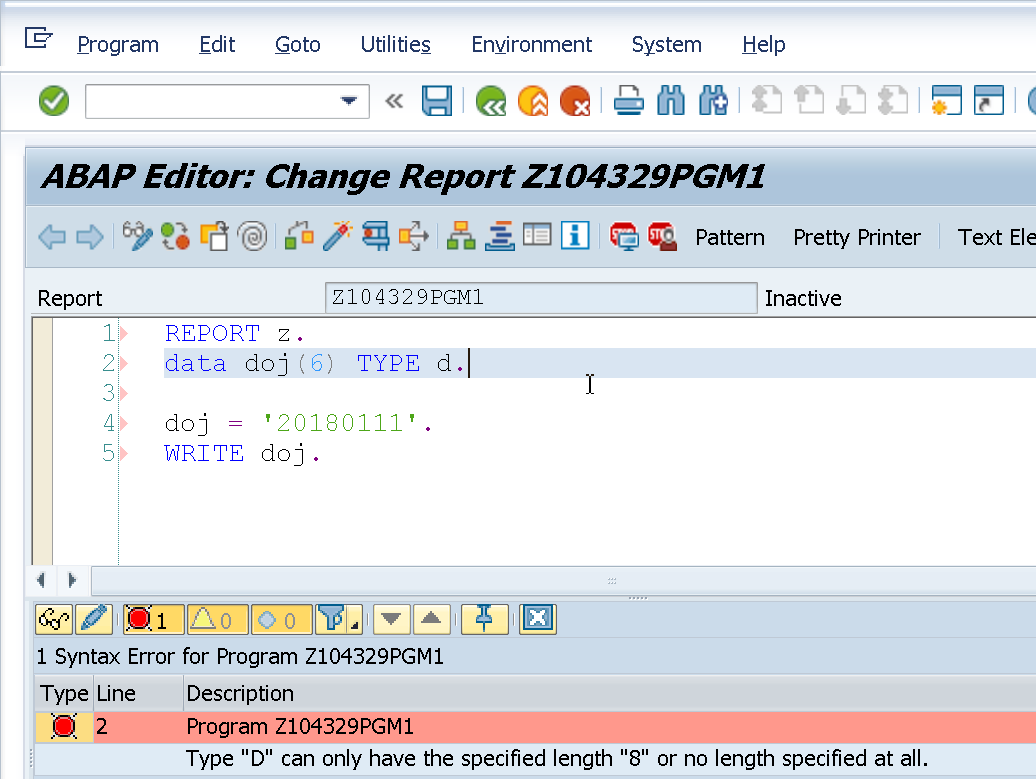 Program Edit Goto Utilities Environment System Help
ABAP Editor: Change Report Z104329PGM1
Pattern Pretty Printer Text Ele
Report Z104329PGM1 Inactive
1 REPORT z.
2 data doj(6) TYPE d.
3
4 doj = '20180111'.
5 WRITE doj.
1 0 0
1 Syntax Error for Program Z104329PGM1
Type Line Description
2 Program Z104329PGM1
Type "D" can only have the specified length "8" or no length specified at all.